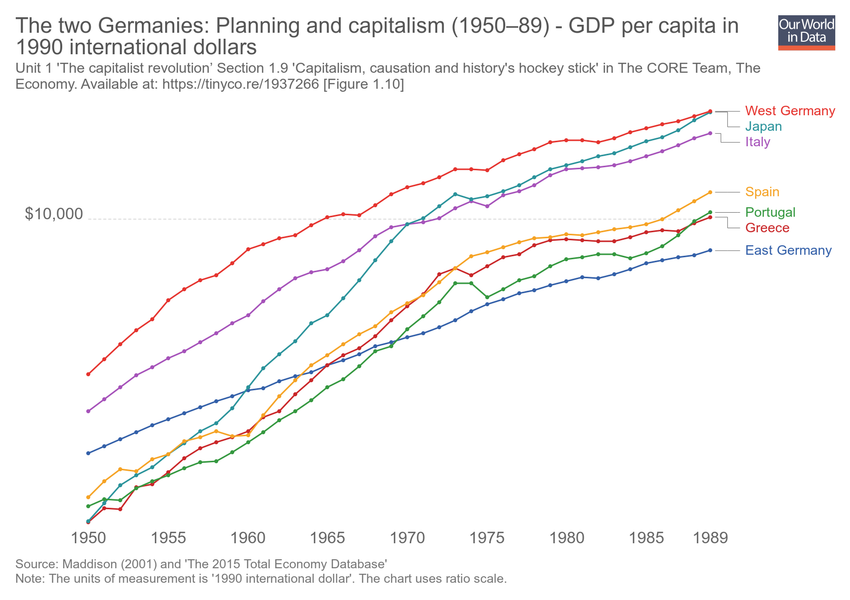 The two Germanies: Planning and capitalism (1950–89) - GDP per capita in
1990 international dollars
Our World
in Data
Unit 1 'The capitalist revolution’ Section 1.9 'Capitalism, causation and history's hockey stick' in The CORE Team, The
Economy. Available at: https://tinyco.re/1937266 [Figure 1.10]
West Germany
Japan
Italy
Spain
$10,000
Portugal
Greece
East Germany
1950 1955 1960 1965 1970 1975 1980 1985 1989
Source: Maddison (2001) and 'The 2015 Total Economy Database'
Note: The units of measurement is '1990 international dollar'. The chart uses ratio scale.